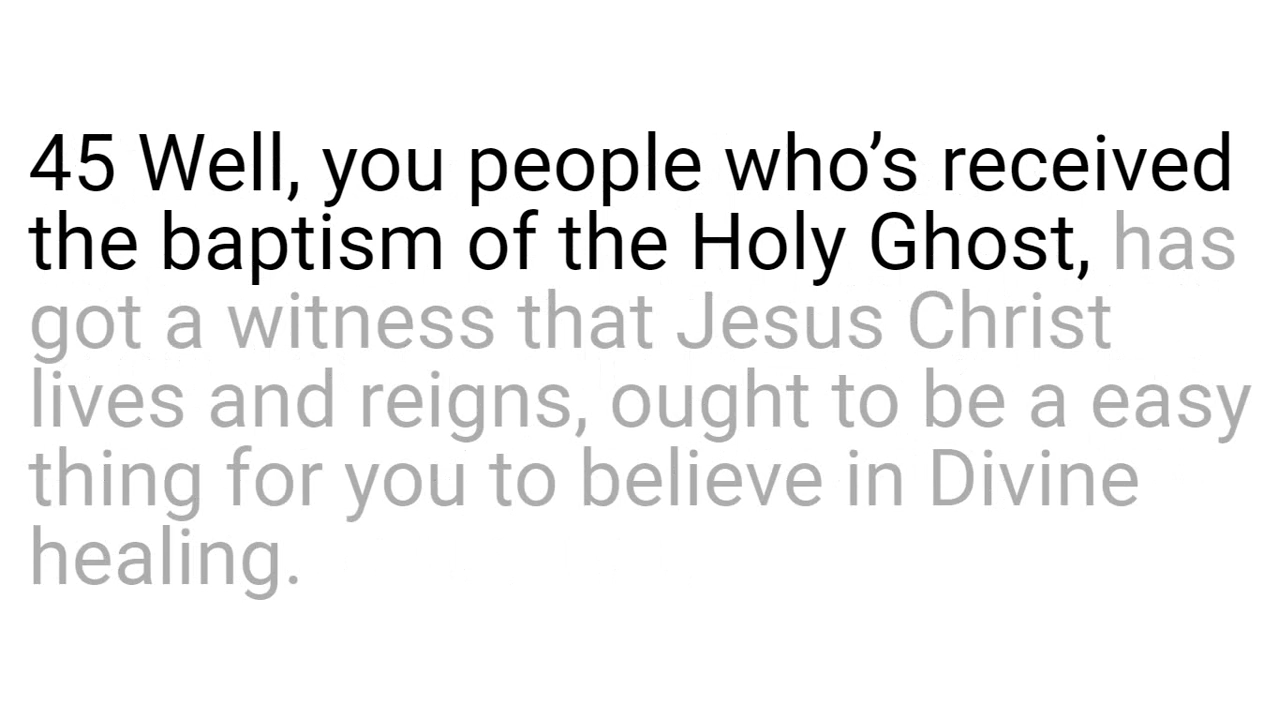 45 Well, you people who’s received
the baptism of the Holy Ghost, has
got a witness that Jesus Christ
lives and reigns, ought to be a easy
thing for you to believe in Divine
healing.